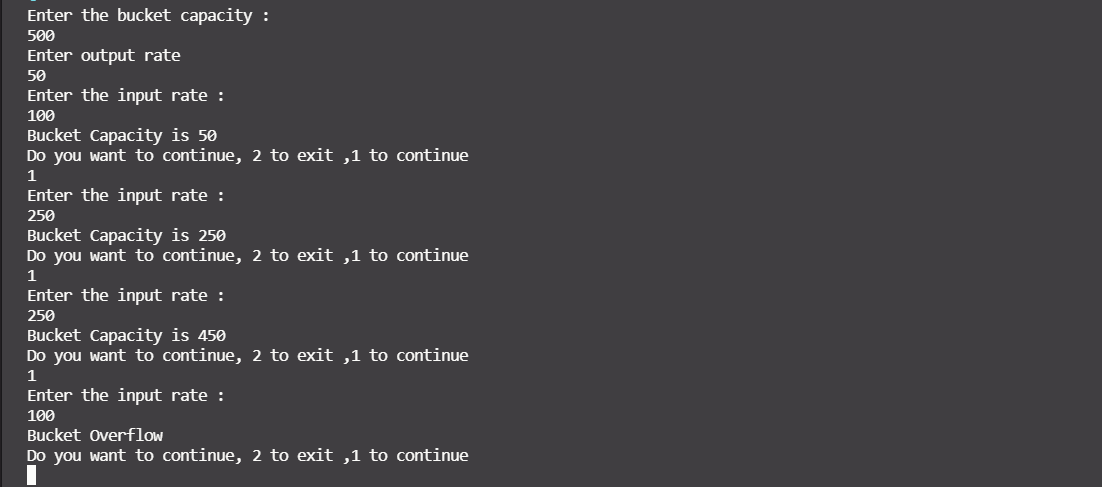 Enter the bucket capacity :
500
Enter output rate
50
Enter the input rate :
100
Bucket Capacity is 50
Do you want to continue, 2 to exit ,1 to continue
1
Enter the input rate :
250
Bucket Capacity is 250
Do you want to continue, 2 to exit ,1 to continue
1
Enter the input rate :
250
Bucket Capacity is 450
Do you want to continue, 2 to exit ,1 to continue
1
Enter the input rate :
100
Bucket Overflow
Do you want to continue, 2 to exit ,1 to continue